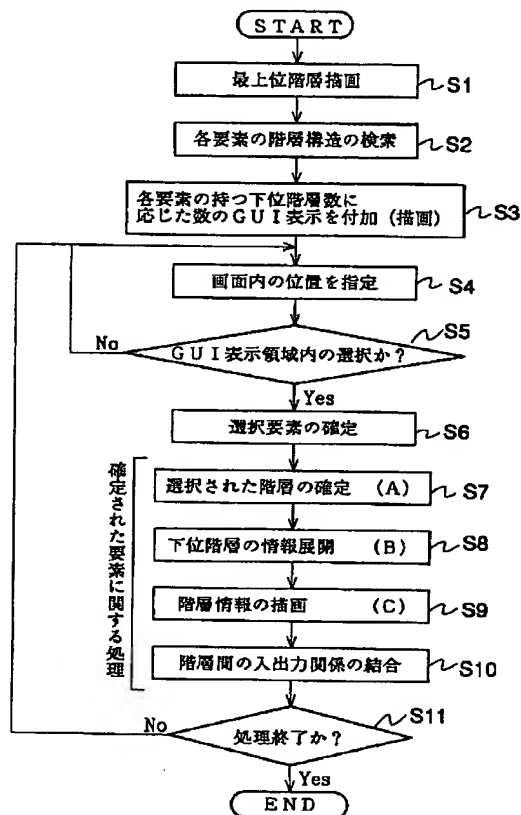 START
最上位階層描画
S1
各要素の階層構造の検索
S2
各要素の持つ下位階層数に
応じた数のGUI表示を付加（描画）
S3
画面内の位置を指定
S4
S5
No
GUI表示領域内の選択か？
Yes
選択要素の確定
S6
確定された要素に関する処理
選択された階層の確定 (A)
S7
下位階層の情報展開 (B)
S8
階層情報の描画 (C)
S9
階層間の入出力関係の結合
S10
S11
No
処理終了か？
Yes
END